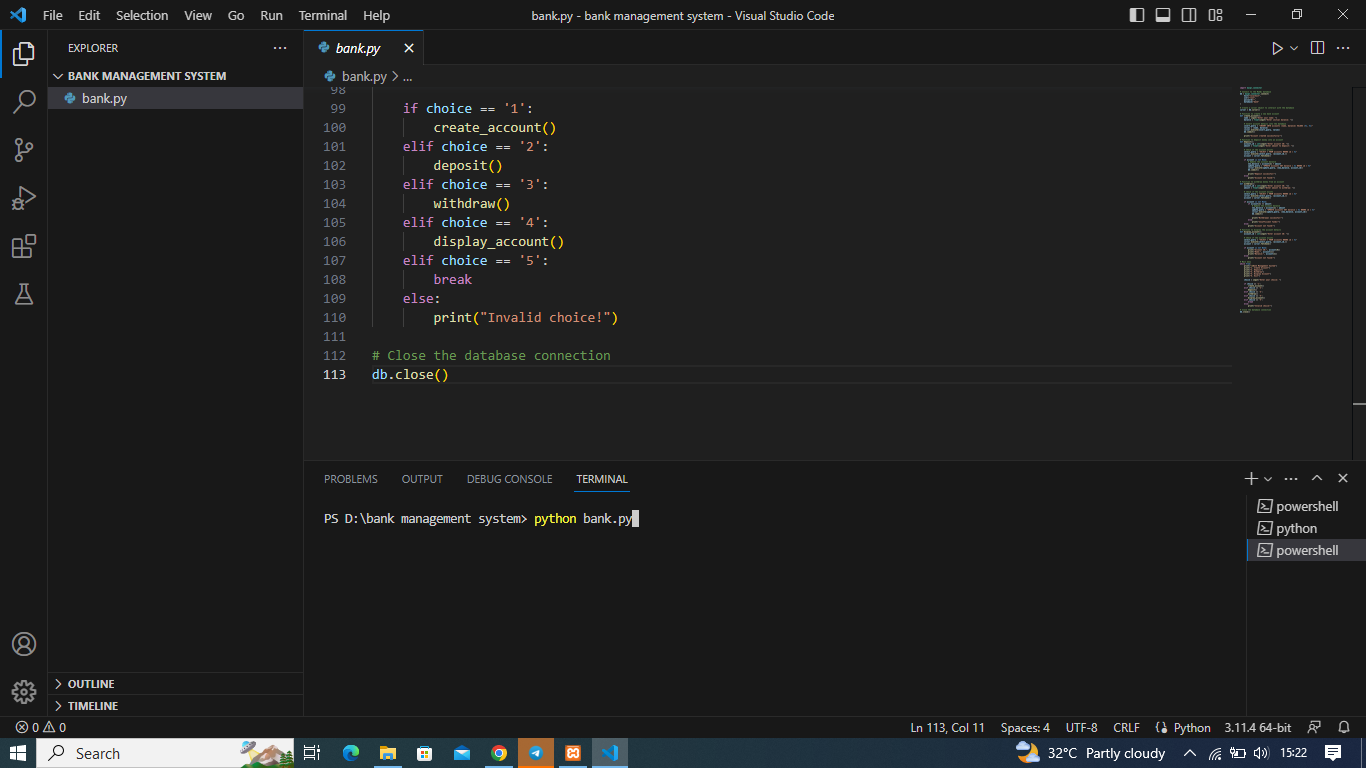 File Edit Selection View Go Run Terminal Help
bank.py - bank management system - Visual Studio Code
EXPLORER
BANK MANAGEMENT SYSTEM
bank.py
OUTLINE
TIMELINE
bank.py
bank.py > ...
98
99 if choice == '1':
100 create_account()
101 elif choice == '2':
102 deposit()
103 elif choice == '3':
104 withdraw()
105 elif choice == '4':
106 display_account()
107 elif choice == '5':
108 break
109 else:
110 print("Invalid choice!")
111
112 # Close the database connection
113 db.close()
PROBLEMS OUTPUT DEBUG CONSOLE TERMINAL
PS D:\bank management system> python bank.py
powershell
python
powershell
0 0
Ln 113, Col 11 Spaces: 4 UTF-8 CRLF Python 3.11.4 64-bit
Search
32°C Partly cloudy 15:22